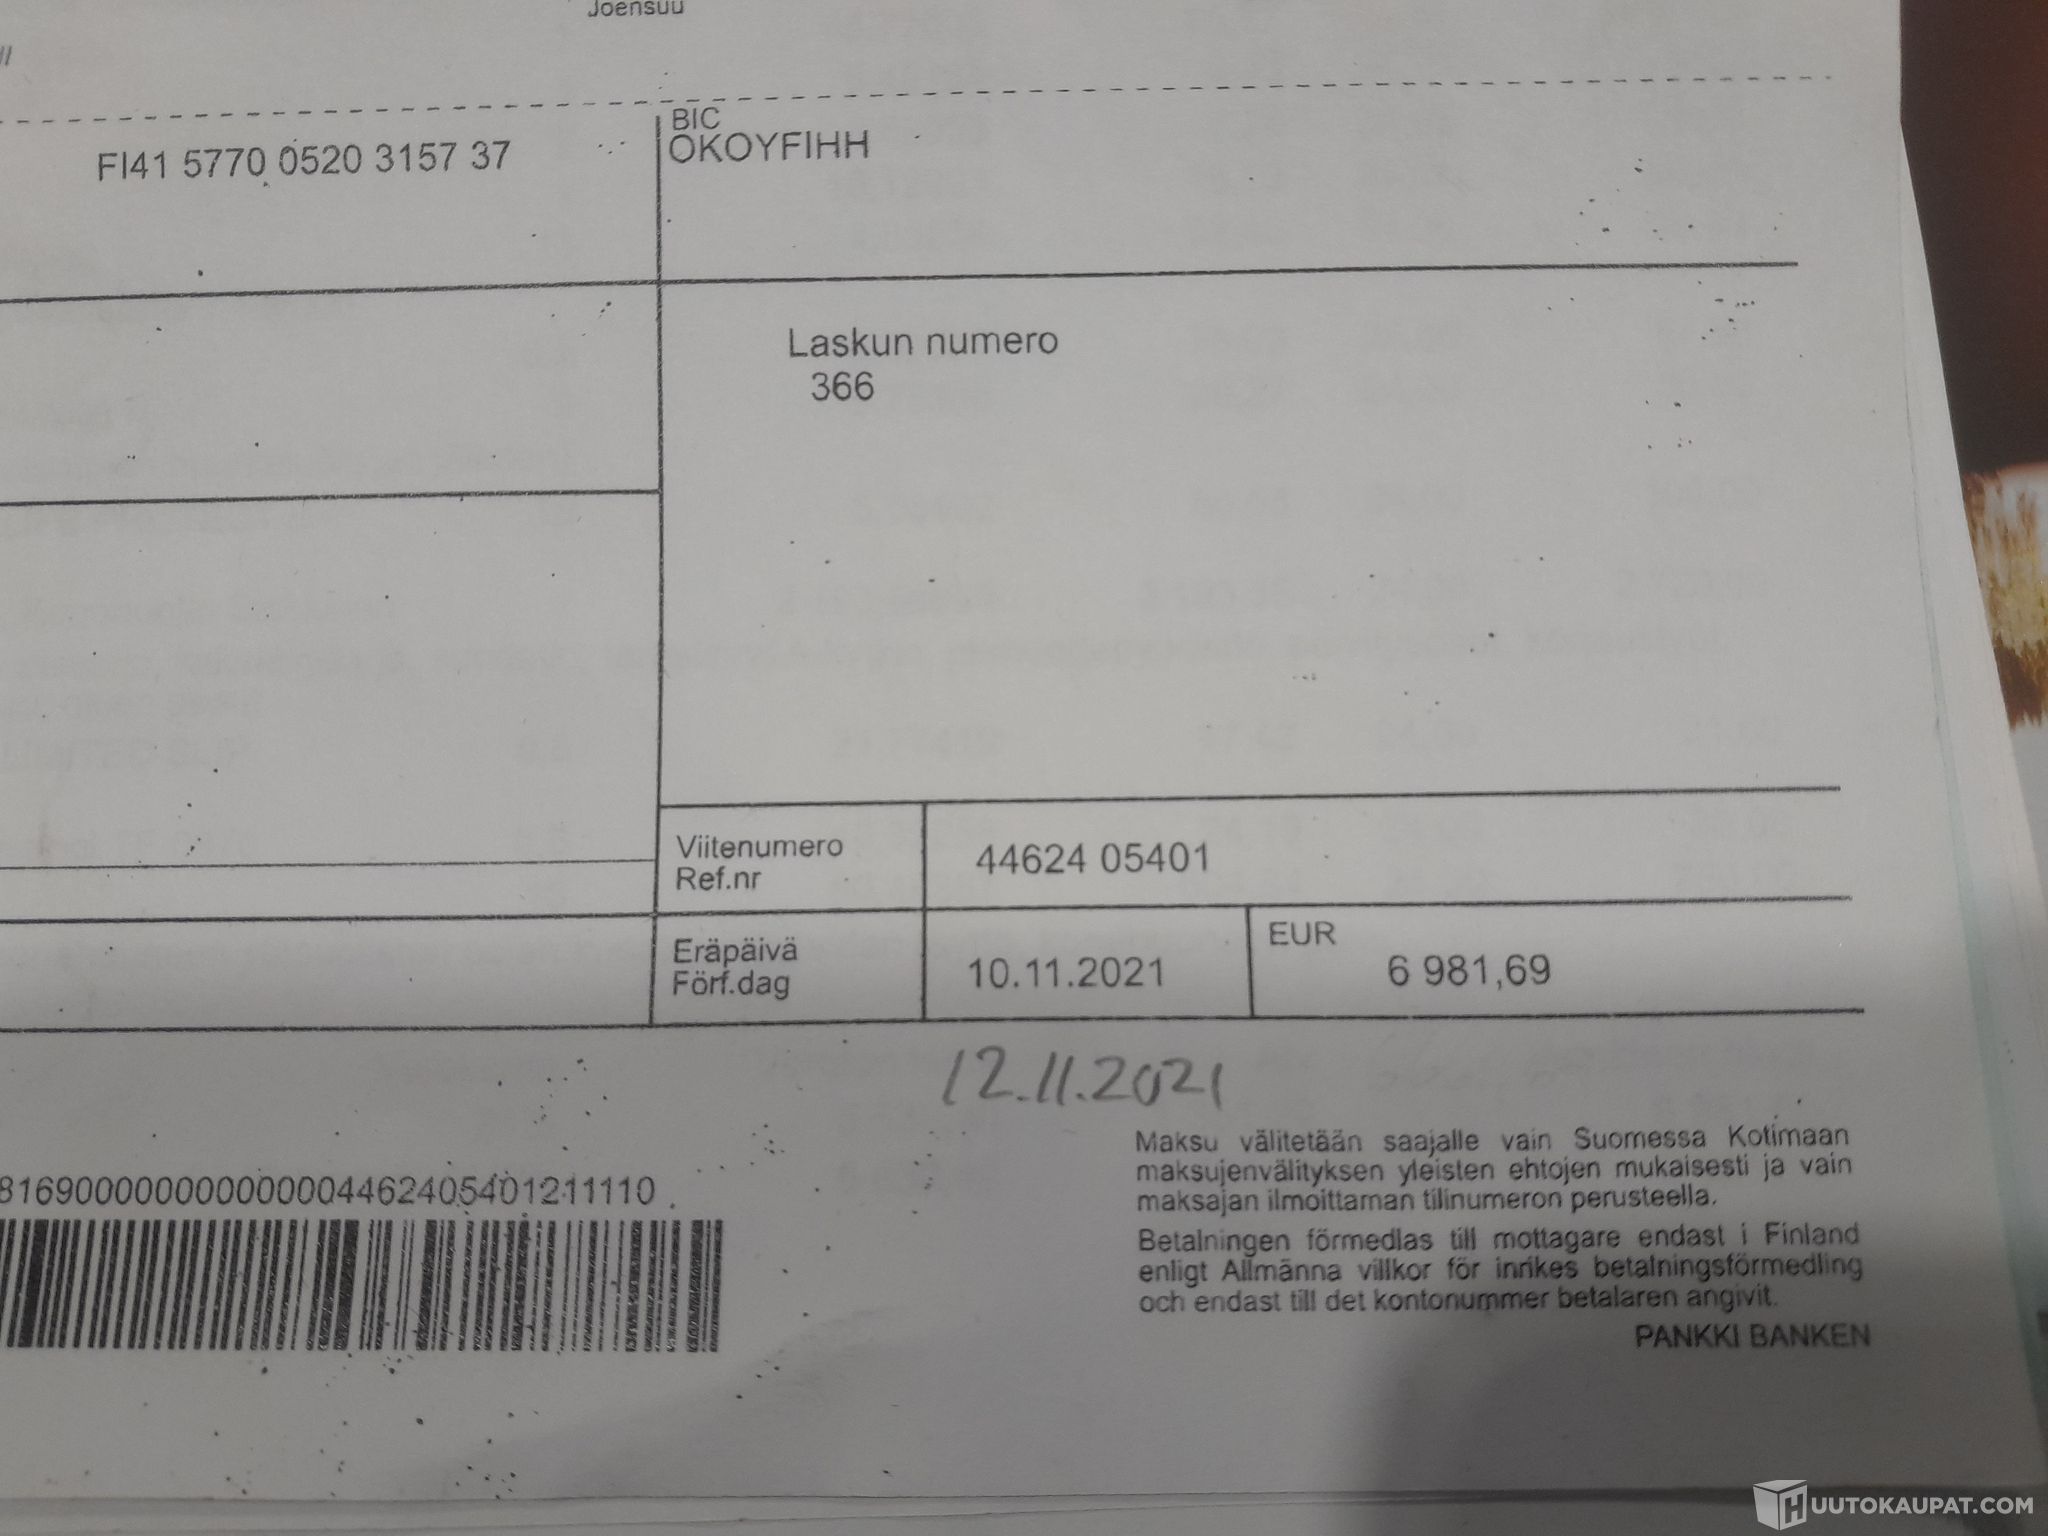 Joensuu
BIC
FI41 5770 0520 3157 37
OKOYFIHH
Laskun numero
366
Viitenumero
Ref.nr
44624 05401
Eräpäivä
Förf.dag
10.11.2021
EUR
6 981,69
12.11.2021
Maksu välitetään saajalle vain Suomessa Kotimaan
maksujenvälityksen yleisten ehtojen mukaisesti ja vain
maksajan ilmoittaman tilinumeron perusteella.
Betalningen förmedlas till mottagare endast i Finland
enligt Allmänna villkor för inrikes betalningsförmedling
och endast till det kontonummer betalaren angivit.
PANKKI BANKEN
HUUTOKAUPAT.COM